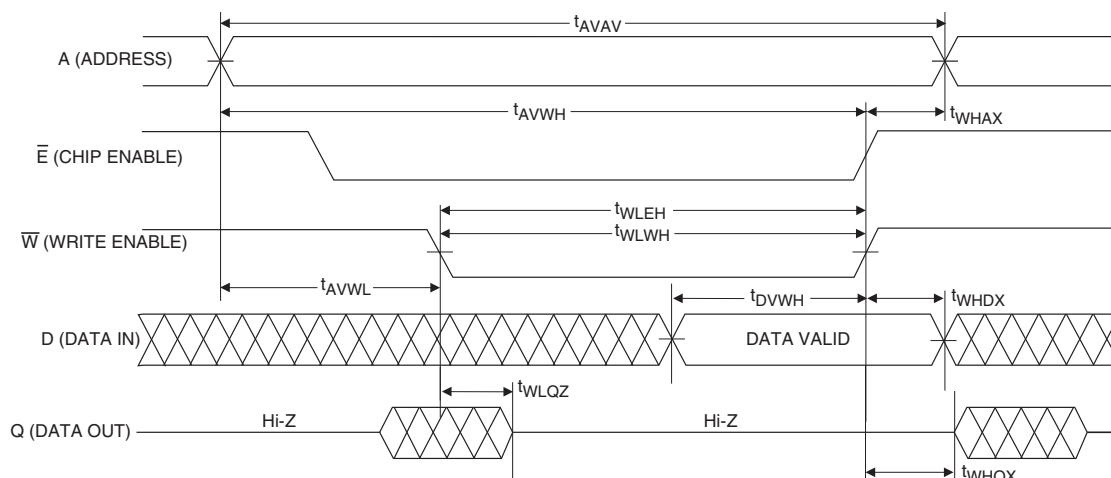 tAVAV
A (ADDRESS)
tAVWH
tWHAX
E (CHIP ENABLE)
tWLEH
W (WRITE ENABLE)
tWLWH
tAVWL
tDVWH
tWHDX
D (DATA IN)
DATA VALID
tWLQZ
Q (DATA OUT)
Hi-Z
Hi-Z
tWHQX